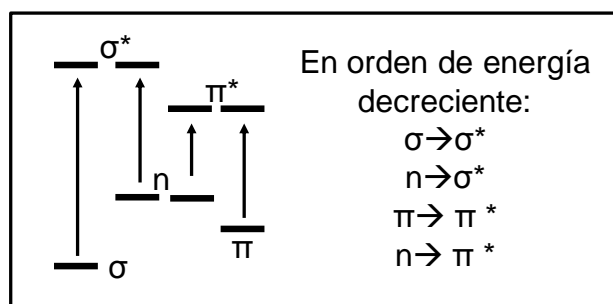 σ*
π*
n
π
σ
En orden de energía
decreciente:
σ→σ*
n→σ*
π→ π *
n→ π *